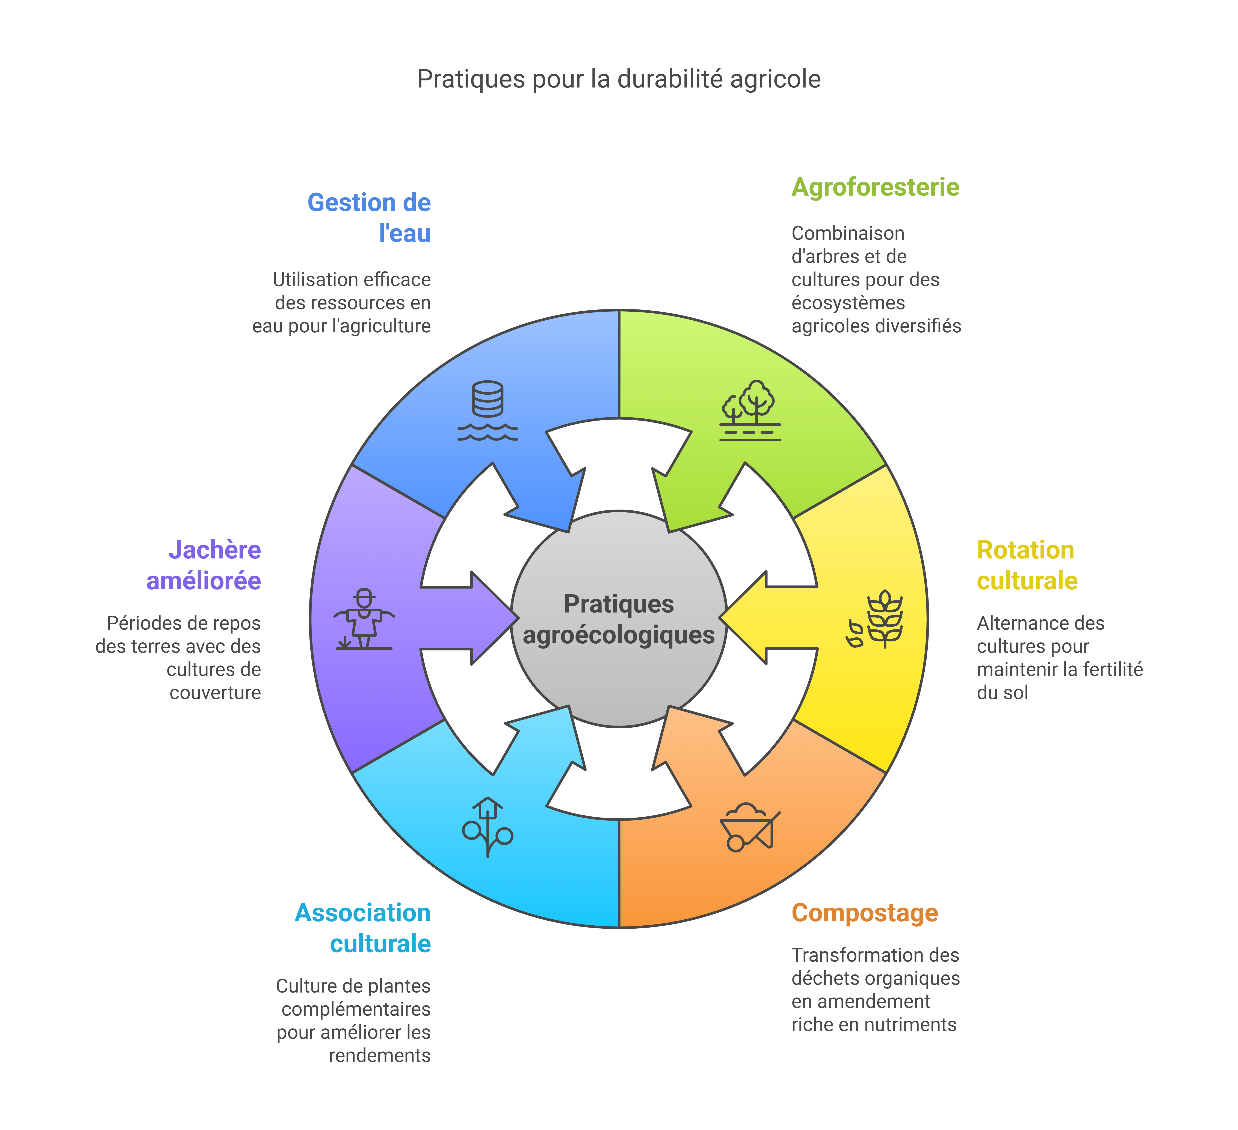 Pratiques pour la durabilité agricole
Gestion de
l'eau
Utilisation efficace
des ressources en
eau pour l'agriculture
Agroforesterie
Combinaison
d'arbres et de
cultures pour des
écosystèmes
agricoles diversifiés
Jachère
améliorée
Périodes de repos
des terres avec des
cultures de
couverture
Pratiques
agroécologiques
Rotation
culturale
Alternance des
cultures pour
maintenir la fertilité
du sol
Association
culturale
Culture de plantes
complémentaires
pour améliorer les
rendements
Compostage
Transformation des
déchets organiques
en amendement
riche en nutriments